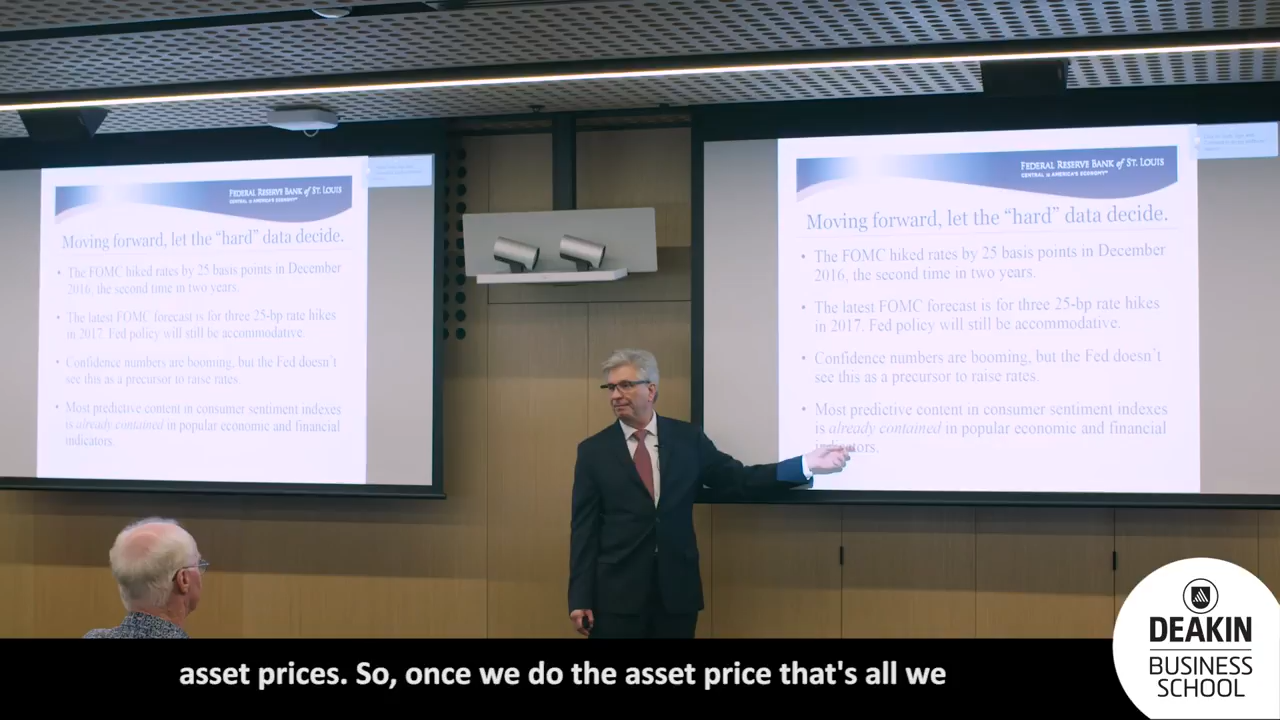 FEDERAL RESERVE BANK of ST. LOUIS
CENTRAL to AMERICA'S ECONOMY™
Moving forward, let the “hard” data decide.
• The FOMC hiked rates by 25 basis points in December
2016, the second time in two years.
• The latest FOMC forecast is for three 25-bp rate hikes
in 2017. Fed policy will still be accommodative.
• Confidence numbers are booming, but the Fed doesn’t
see this as a precursor to raise rates.
• Most predictive content in consumer sentiment indexes
is already contained in popular economic and financial
indicators.
FEDERAL RESERVE BANK of ST. LOUIS
CENTRAL to AMERICA'S ECONOMY™
Moving forward, let the “hard” data decide.
• The FOMC hiked rates by 25 basis points in December
2016, the second time in two years.
• The latest FOMC forecast is for three 25-bp rate hikes
in 2017. Fed policy will still be accommodative.
• Confidence numbers are booming, but the Fed doesn’t
see this as a precursor to raise rates.
• Most predictive content in consumer sentiment indexes
is already contained in popular economic and financial
indicators.
asset prices. So, once we do the asset price that's all we
DEAKIN
BUSINESS
SCHOOL